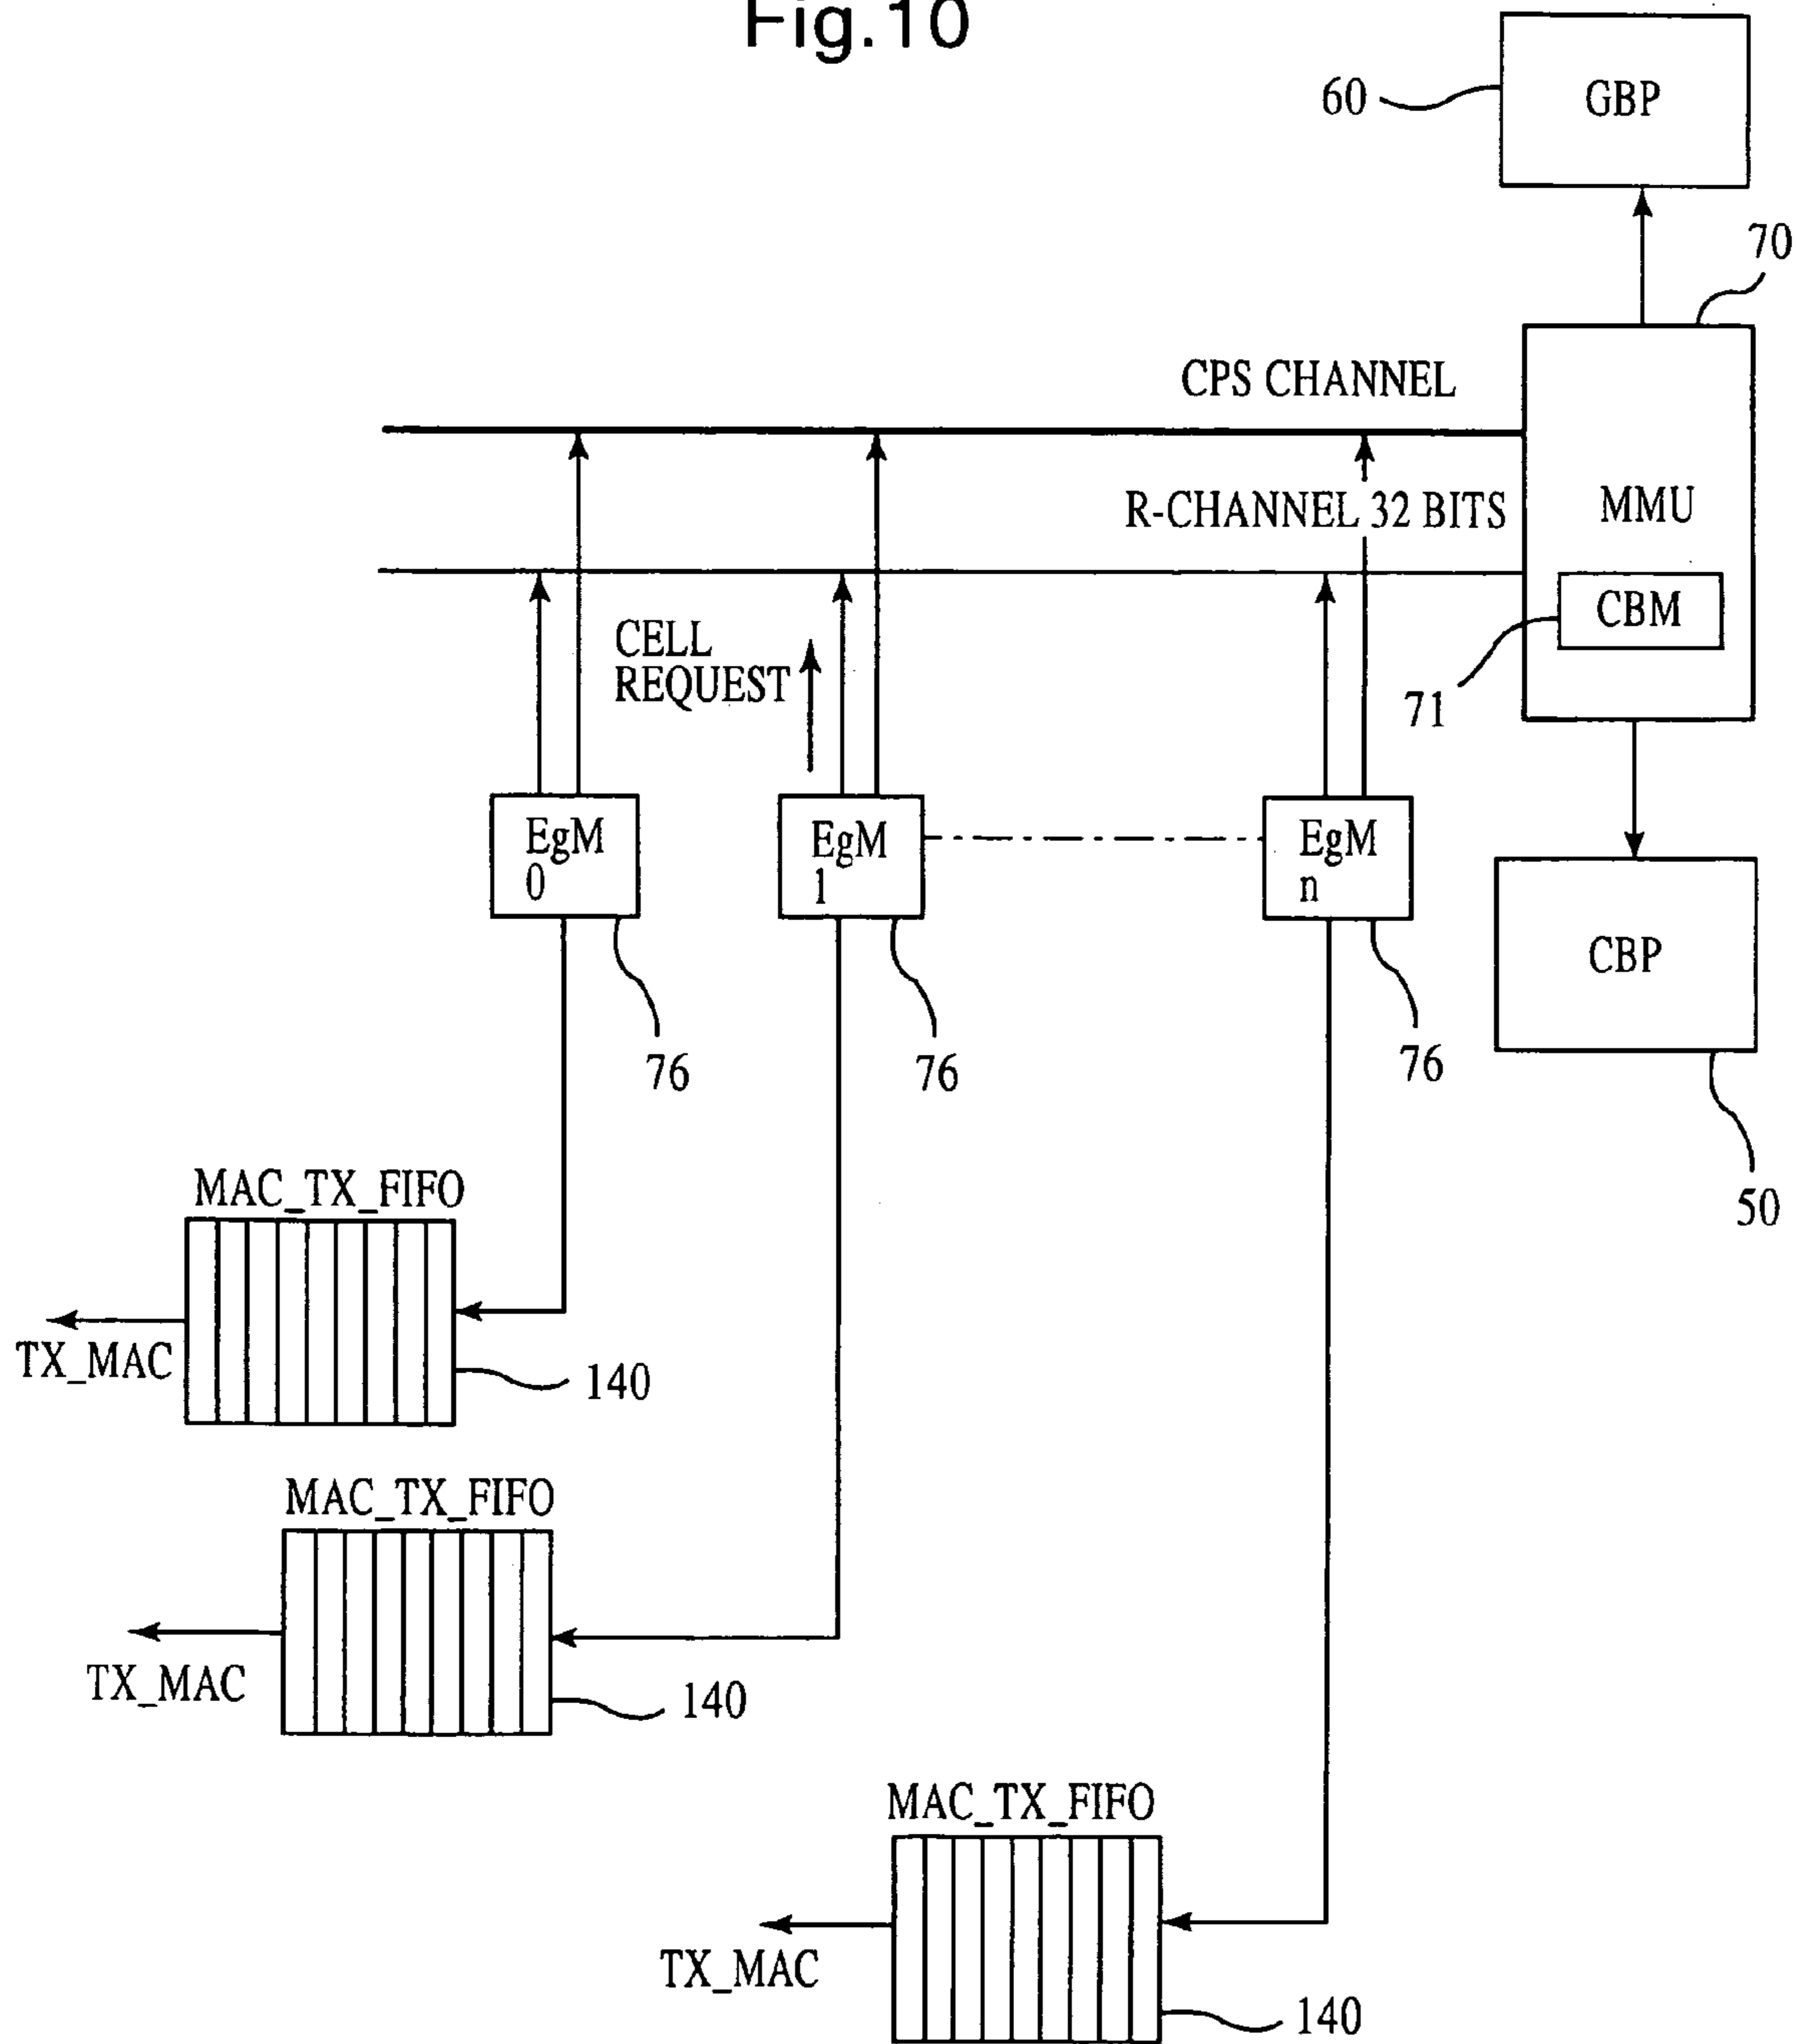 Fig.10
60
GBP
70
CPS CHANNEL
R-CHANNEL 32 BITS
MMU
CBM
71
CELL
REQUEST
EgM
0
EgM
1
EgM
n
76
76
76
CBP
50
MAC_TX_FIFO
TX_MAC
140
MAC_TX_FIFO
TX_MAC
140
MAC_TX_FIFO
TX_MAC
140